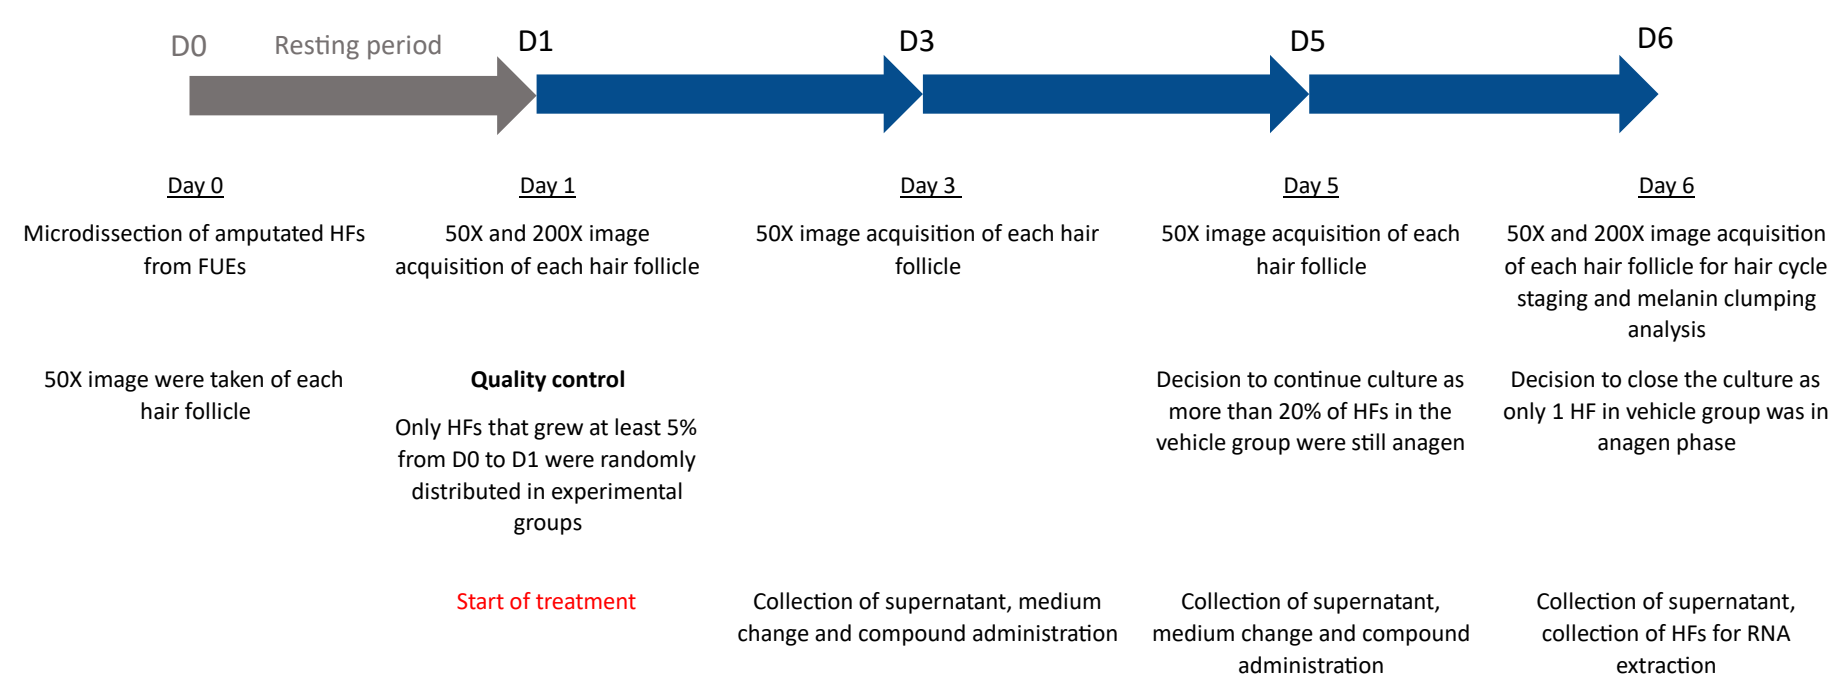 D0
Resting period
D1
D3
D5
D6
Day 0
Microdissection of amputated HFs
from FUEs
50X image were taken of each
hair follicle
Day 1
50X and 200X image
acquisition of each hair follicle
Quality control
Only HFs that grew at least 5%
from D0 to D1 were randomly
distributed in experimental
groups
Start of treatment
Day 3
50X image acquisition of each hair
follicle
Collection of supernatant, medium
change and compound administration
Day 5
50X image acquisition of each
hair follicle
Decision to continue culture as
more than 20% of HFs in the
vehicle group were still anagen
Collection of supernatant,
medium change and compound
administration
Day 6
50X and 200X image acquisition
of each hair follicle for hair cycle
staging and melanin clumping
analysis
Decision to close the culture as
only 1 HF in vehicle group was in
anagen phase
Collection of supernatant,
collection of HFs for RNA
extraction